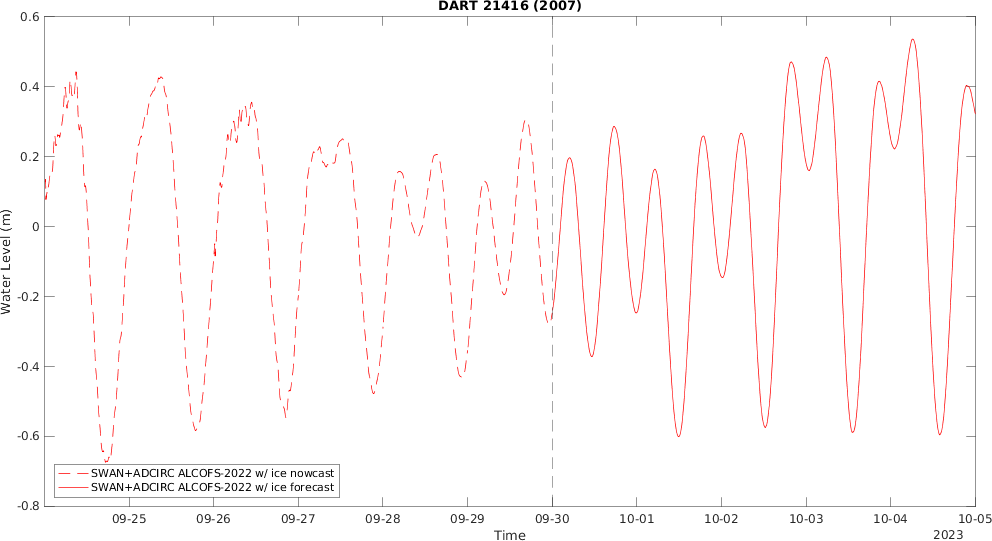 DART 21416 (2007)
0.6
0.4
0.2
0
-0.2
-0.4
-0.6
-0.8
Water Level (m)
SWAN+ADCIRC ALCOFS-2022 w/ ice nowcast
SWAN+ADCIRC ALCOFS-2022 w/ ice forecast
09-25 09-26 09-27 09-28 09-29 09-30 10-01 10-02 10-03 10-04 10-05
Time
2023